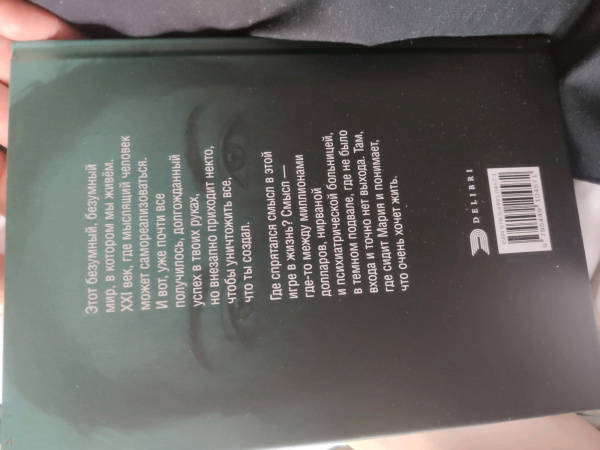 Этот безумный, безумный
мир, в котором мы живём.
XXI век, где мыслящий человек
может самореализоваться.
И вот, уже почти все
получилось, долгожданный
успех в твоих руках,
но внезапно приходит некто,
чтобы уничтожить все,
что ты создал.
Где спрятался смысл в этой
игре в жизнь? Смысл —
где-то между миллионами
долларов, нирваной
и психиатрической больницей,
в темном подвале, где не было
входа и точно нет выхода. Там,
где сидит Мария и понимает,
что очень хочет жить.
DELIBRI